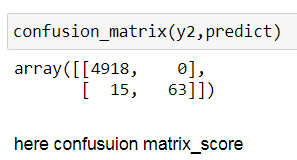 confusion_matrix(y2,predict)
array([[4918,    0],
       [  15,   63]])
here confusuion matrix_score